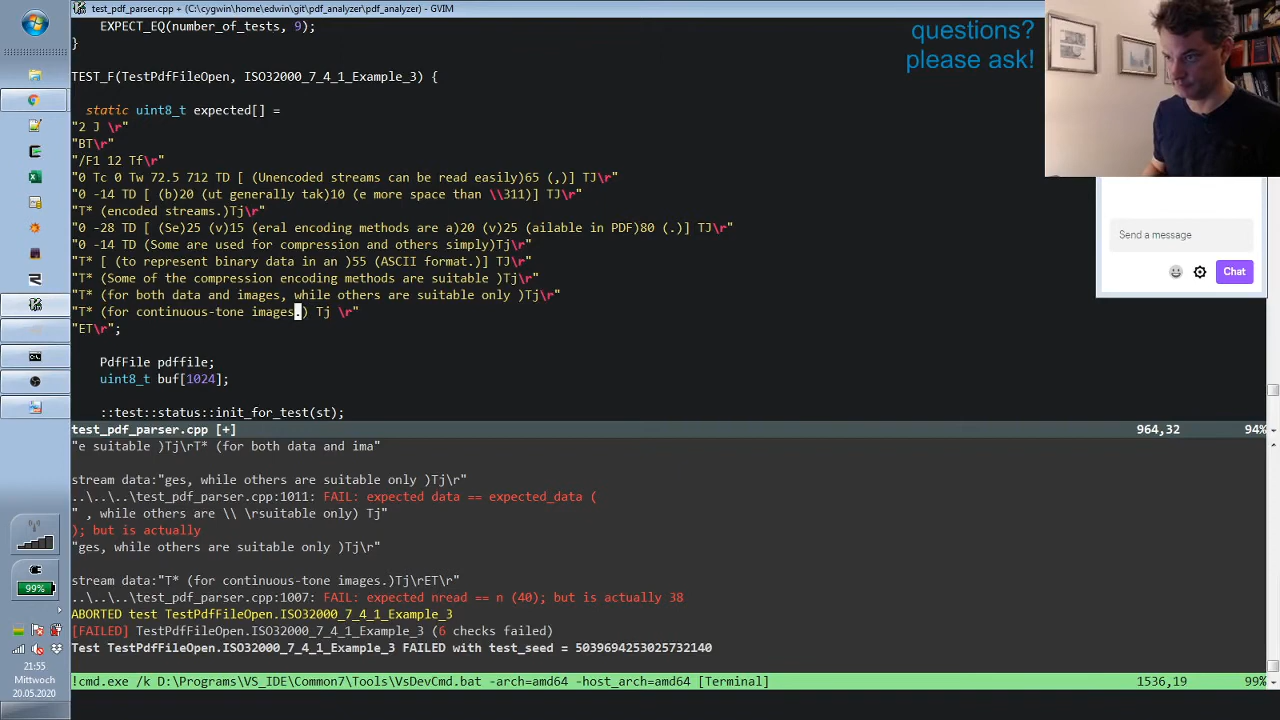 test_pdf_parser.cpp + (C:\cygwin\home\edwin\git\pdf_analyzer\pdf_analyzer) - GVIM
EXPECT_EQ(number_of_tests, 9);
}
TEST_F(TestPdfFileOpen, ISO32000_7_4_1_Example_3) {
static uint8_t expected[] =
"2 J \r"
"BT\r"
"/F1 12 Tf\r"
"0 Tc 0 Tw 72.5 712 TD [ (Unencoded streams can be read easily)65 (,)] TJ\r"
"0 -14 TD [ (b)20 (ut generally tak)10 (e more space than \\311)] TJ\r"
"T* (encoded streams.)Tj\r"
"0 -28 TD [ (Se)25 (v)15 (eral encoding methods are a)20 (v)25 (ailable in PDF)80 (.)] TJ\r"
"0 -14 TD (Some are used for compression and others simply)Tj\r"
"T* [ (to represent binary data in an )55 (ASCII format.)] TJ\r"
"T* (Some of the compression encoding methods are suitable )Tj\r"
"T* (for both data and images, while others are suitable only )Tj\r"
"T* (for continuous-tone images.) Tj \r"
"ET\r";
PdfFile pdffile;
uint8_t buf[1024];
::test::status::init_for_test(st);
test_pdf_parser.cpp [+] 964,32 94%
"e suitable )Tj\rT* (for both data and ima"
stream data:"ges, while others are suitable only )Tj\r"
..\..\..\test_pdf_parser.cpp:1011: FAIL: expected data == expected_data (
" , while others are \\ \rsuitable only) Tj"
); but is actually
"ges, while others are suitable only )Tj\r"
stream data:"T* (for continuous-tone images.)Tj\rET\r"
..\..\..\test_pdf_parser.cpp:1007: FAIL: expected nread == n (40); but is actually 38
ABORTED test TestPdfFileOpen.ISO32000_7_4_1_Example_3
[FAILED] TestPdfFileOpen.ISO32000_7_4_1_Example_3 (6 checks failed)
Test TestPdfFileOpen.ISO32000_7_4_1_Example_3 FAILED with test_seed = 5039694253025732140
!cmd.exe /k D:\Programs\VS_IDE\Common7\Tools\VsDevCmd.bat -arch=amd64 -host_arch=amd64 [Terminal] 1536,19 99%
questions?
please ask!
Send a message
Chat
99%
21:55
Mittwoch
20.05.2020